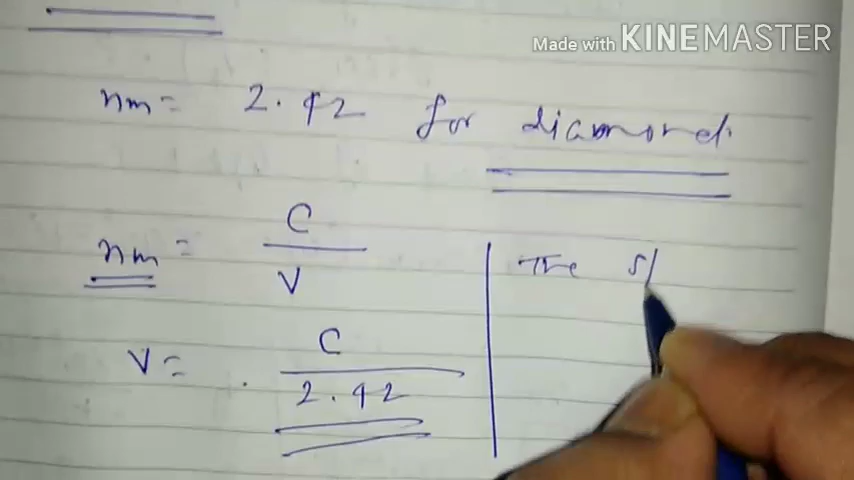 Made with KINEMASTER
nm = 2.42 for diamond.
nm = C / V
The
V = C / 2.42